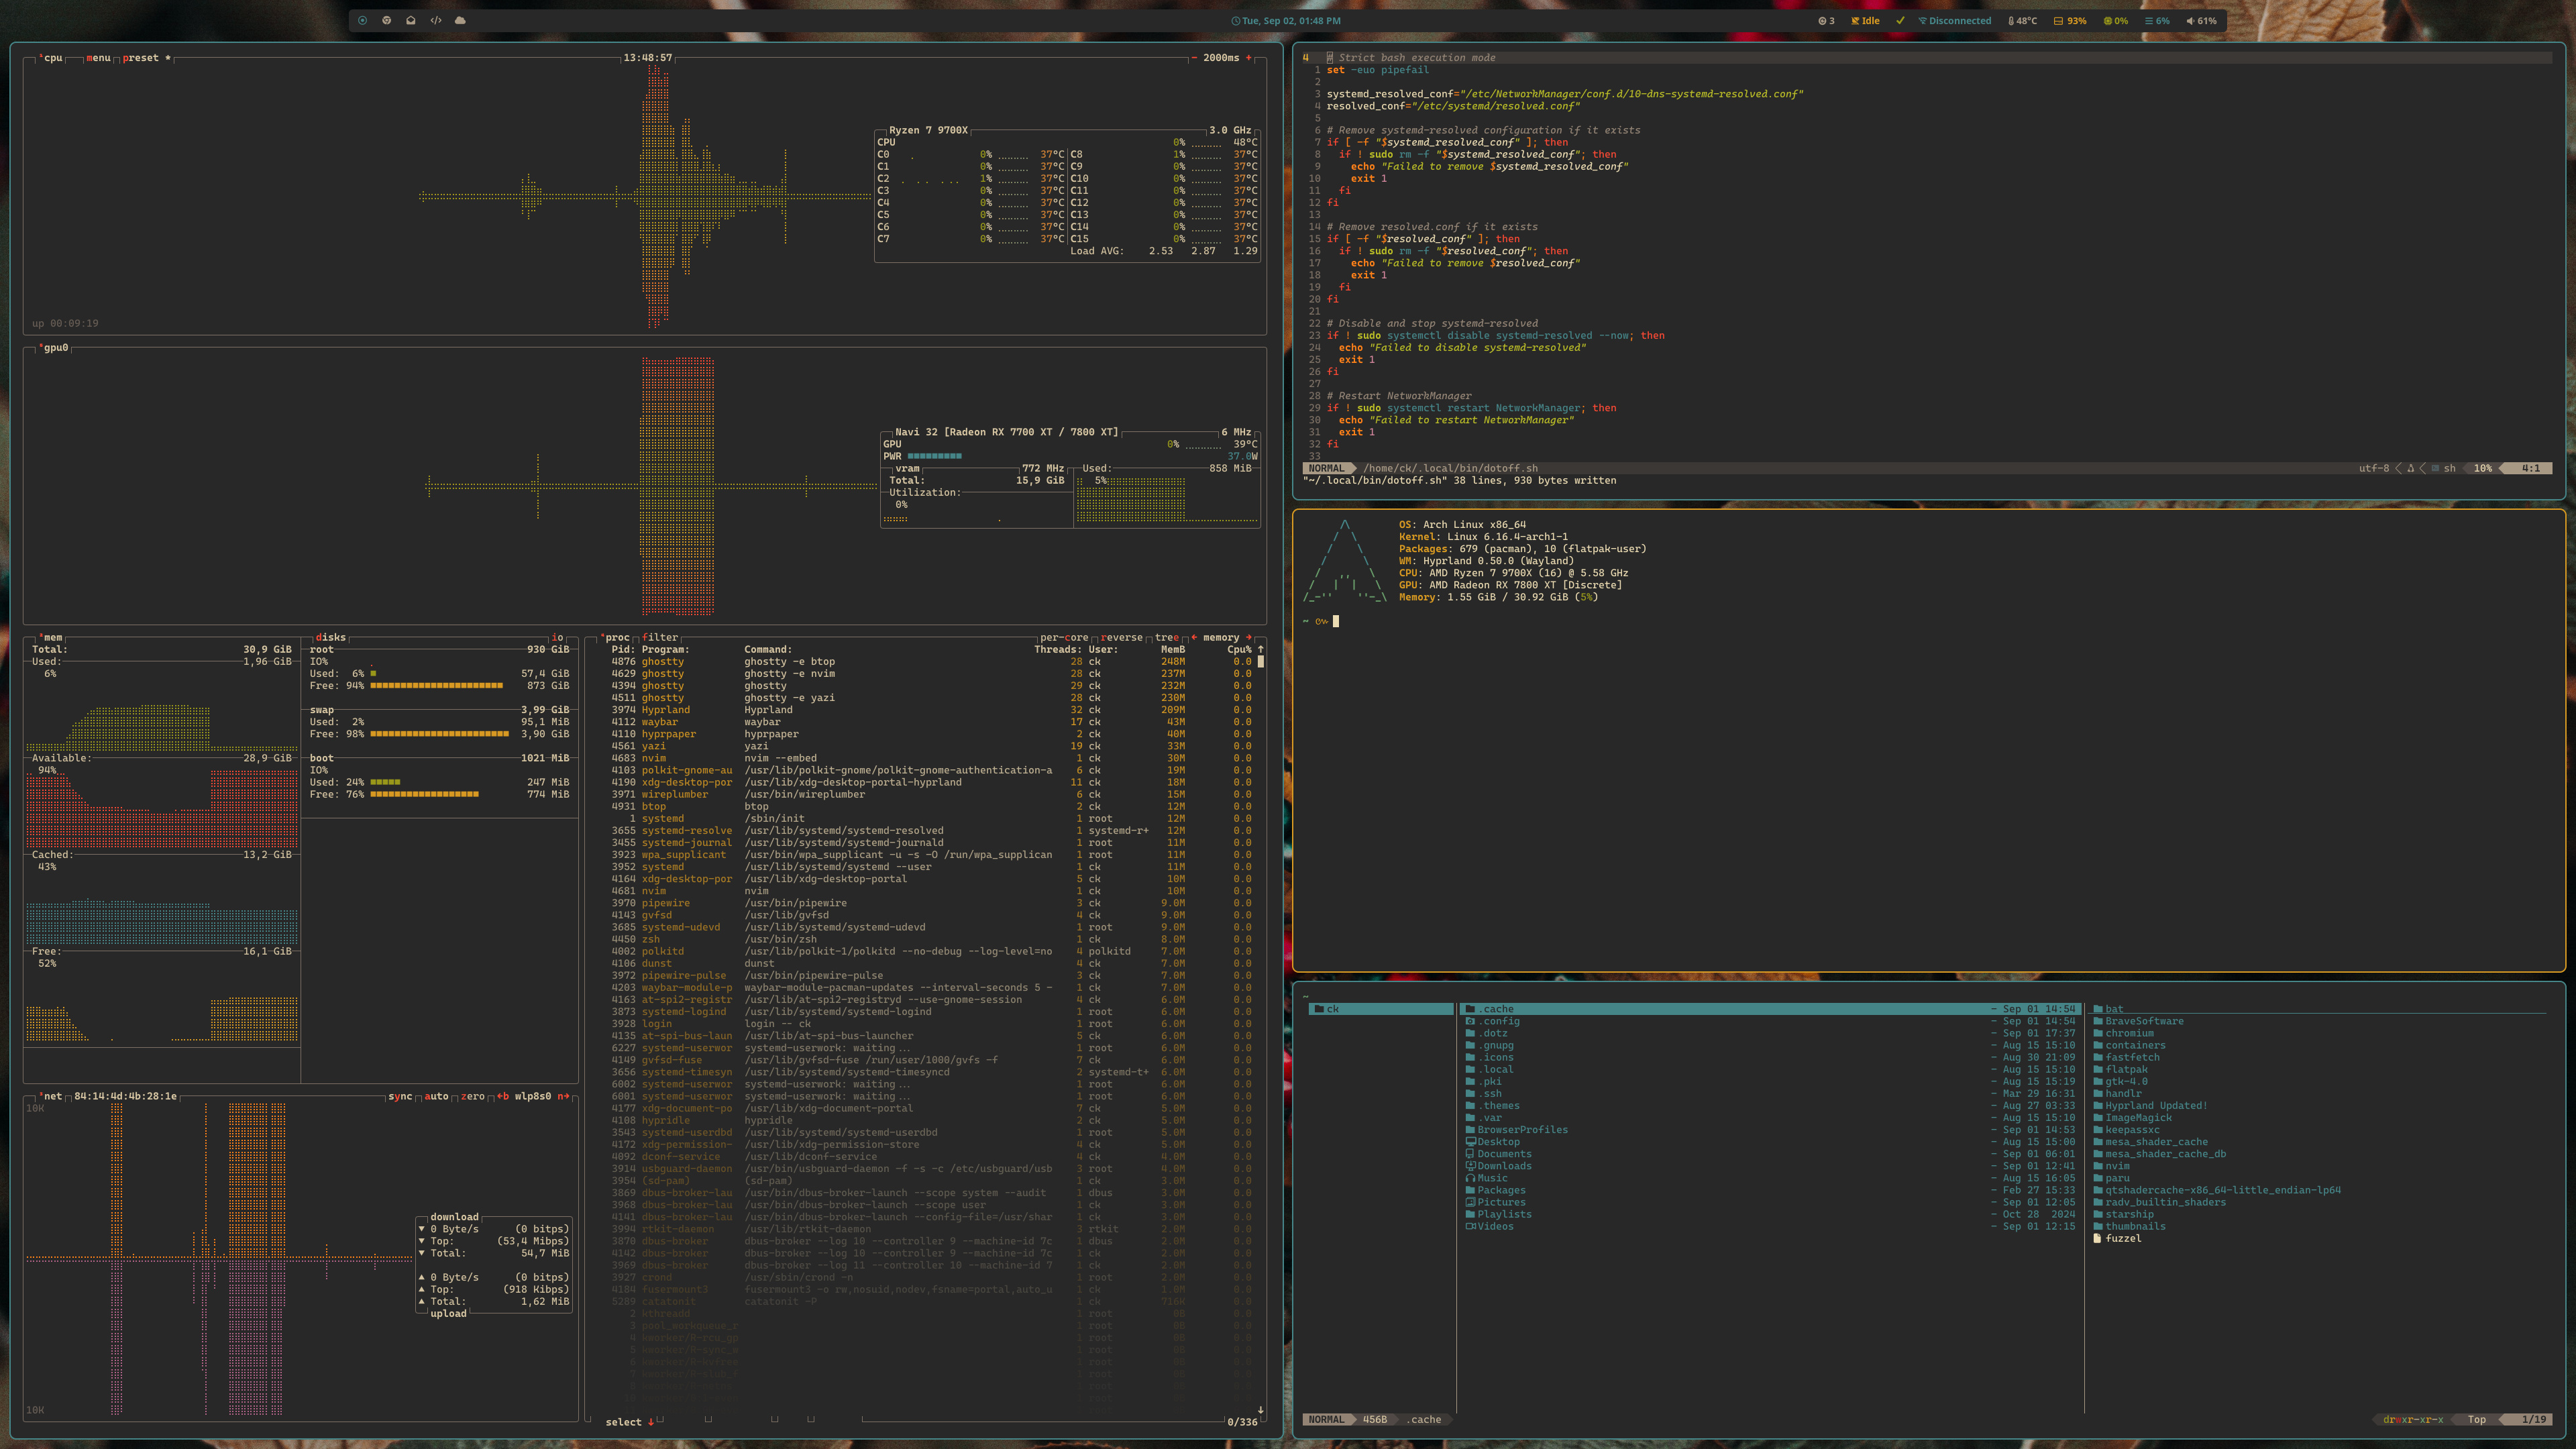 Tue, Sep 02, 01:48 PM
3 Idle Disconnected 48°C 93% 0% 6% 61%
cpu menu preset * 13:48:57 - 2000ms +
Ryzen 7 9700X 3.0 GHz
CPU 0% 48°C
C0 0% 37°C C8 1% 37°C
C1 0% 37°C C9 0% 37°C
C2 1% 37°C C10 0% 37°C
C3 0% 37°C C11 0% 37°C
C4 0% 37°C C12 0% 37°C
C5 0% 37°C C13 0% 37°C
C6 0% 37°C C14 0% 37°C
C7 0% 37°C C15 0% 37°C
Load AVG: 2.53 2.87 1.29
up 00:09:19
gpu0
Navi 32 [Radeon RX 7700 XT / 7800 XT] 6 MHz
GPU 0% 39°C
PWR 37.0W
vram 772 MHz Used: 858 MiB
Total: 15,9 GiB 5%
Utilization:
0%
mem
Total: 30,9 GiB
Used: 1,96 GiB
6%
Available: 28,9 GiB
94%
Cached: 13,2 GiB
43%
Free: 16,1 GiB
52%
disks io
root 930 GiB
IO%
Used: 6% 57,4 GiB
Free: 94% 873 GiB
swap 3,99 GiB
Used: 2% 95,1 MiB
Free: 98% 3,90 GiB
boot 1021 MiB
IO%
Used: 24% 247 MiB
Free: 76% 774 MiB
net 84:14:4d:4b:28:1e sync auto zero ←b wlp8s0 n→
10K
download
▼ 0 Byte/s (0 bitps)
▼ Top: (53,4 Mibps)
▼ Total: 54,7 MiB
▲ 0 Byte/s (0 bitps)
▲ Top: (918 Kibps)
▲ Total: 1,62 MiB
upload
10K
proc filter per-core reverse tree ← memory →
Pid: Program: Command: Threads: User: MemB Cpu% ↑
4876 ghostty ghostty -e btop 28 ck 248M 0.0
4629 ghostty ghostty -e nvim 28 ck 237M 0.0
4394 ghostty ghostty 29 ck 232M 0.0
4511 ghostty ghostty -e yazi 28 ck 230M 0.0
3974 Hyprland Hyprland 32 ck 209M 0.0
4112 waybar waybar 17 ck 43M 0.0
4110 hyprpaper hyprpaper 2 ck 40M 0.0
4561 yazi yazi 19 ck 33M 0.0
4683 nvim nvim --embed 1 ck 30M 0.0
4103 polkit-gnome-au /usr/lib/polkit-gnome/polkit-gnome-authentication-a 6 ck 19M 0.0
4190 xdg-desktop-por /usr/lib/xdg-desktop-portal-hyprland 11 ck 18M 0.0
3971 wireplumber /usr/bin/wireplumber 6 ck 15M 0.0
4931 btop btop 2 ck 12M 0.0
1 systemd /sbin/init 1 root 12M 0.0
3655 systemd-resolve /usr/lib/systemd/systemd-resolved 1 systemd-r+ 12M 0.0
3455 systemd-journal /usr/lib/systemd/systemd-journald 1 root 11M 0.0
3923 wpa_supplicant /usr/bin/wpa_supplicant -u -s -O /run/wpa_supplican 1 root 11M 0.0
3952 systemd /usr/lib/systemd/systemd --user 1 ck 11M 0.0
4164 xdg-desktop-por /usr/lib/xdg-desktop-portal 5 ck 10M 0.0
4681 nvim nvim 1 ck 10M 0.0
3970 pipewire /usr/bin/pipewire 3 ck 9.0M 0.0
4143 gvfsd /usr/lib/gvfsd 4 ck 9.0M 0.0
3685 systemd-udevd /usr/lib/systemd/systemd-udevd 1 root 9.0M 0.0
4450 zsh /usr/bin/zsh 1 ck 8.0M 0.0
4002 polkitd /usr/lib/polkit-1/polkitd --no-debug --log-level=no 4 polkitd 7.0M 0.0
4106 dunst dunst 4 ck 7.0M 0.0
3972 pipewire-pulse /usr/bin/pipewire-pulse 3 ck 7.0M 0.0
4203 waybar-module-p waybar-module-pacman-updates --interval-seconds 5 - 1 ck 7.0M 0.0
4163 at-spi2-registr /usr/lib/at-spi2-registryd --use-gnome-session 4 ck 6.0M 0.0
3873 systemd-logind /usr/lib/systemd/systemd-logind 1 root 6.0M 0.0
3928 login login -- ck 1 root 6.0M 0.0
4135 at-spi-bus-laun /usr/lib/at-spi-bus-launcher 5 ck 6.0M 0.0
6227 systemd-userwor systemd-userwork: waiting... 1 root 6.0M 0.0
4149 gvfsd-fuse /usr/lib/gvfsd-fuse /run/user/1000/gvfs -f 7 ck 6.0M 0.0
3656 systemd-timesyn /usr/lib/systemd/systemd-timesyncd 2 systemd-t+ 6.0M 0.0
6002 systemd-userwor systemd-userwork: waiting... 1 root 6.0M 0.0
6001 systemd-userwor systemd-userwork: waiting... 1 root 6.0M 0.0
4177 xdg-document-po /usr/lib/xdg-document-portal 7 ck 5.0M 0.0
4108 hypridle hypridle 2 ck 5.0M 0.0
3543 systemd-userdbd /usr/lib/systemd/systemd-userdbd 1 root 5.0M 0.0
4172 xdg-permission- /usr/lib/xdg-permission-store 4 ck 5.0M 0.0
4092 dconf-service /usr/lib/dconf-service 4 ck 4.0M 0.0
3914 usbguard-daemon /usr/bin/usbguard-daemon -f -s -c /etc/usbguard/usb 3 root 4.0M 0.0
3954 (sd-pam) (sd-pam) 1 ck 3.0M 0.0
3869 dbus-broker-lau /usr/bin/dbus-broker-launch --scope system --audit 1 dbus 3.0M 0.0
3968 dbus-broker-lau /usr/bin/dbus-broker-launch --scope user 1 ck 3.0M 0.0
4141 dbus-broker-lau /usr/bin/dbus-broker-launch --config-file=/usr/shar 1 ck 3.0M 0.0
3994 rtkit-daemon /usr/lib/rtkit-daemon 3 rtkit 2.0M 0.0
3870 dbus-broker dbus-broker --log 10 --controller 9 --machine-id 7c 1 dbus 2.0M 0.0
4142 dbus-broker dbus-broker --log 10 --controller 9 --machine-id 7c 1 ck 2.0M 0.0
3969 dbus-broker dbus-broker --log 11 --controller 10 --machine-id 7 1 ck 2.0M 0.0
3927 crond /usr/sbin/crond -n 1 root 2.0M 0.0
4184 fusermount3 fusermount3 -o rw,nosuid,nodev,fsname=portal,auto_u 1 ck 1.0M 0.0
5289 catatonit catatonit -P 1 ck 716K 0.0
2 kthreadd 1 root 0B 0.0
3 pool_workqueue_r 1 root 0B 0.0
4 kworker/R-rcu_gp 1 root 0B 0.0
5 1 root 0B
6 1 root
select ↓ 0/336
4 # Strict bash execution mode
1 set -euo pipefail
2
3 systemd_resolved_conf="/etc/NetworkManager/conf.d/10-dns-systemd-resolved.conf"
4 resolved_conf="/etc/systemd/resolved.conf"
5
6 # Remove systemd-resolved configuration if it exists
7 if [ -f "$systemd_resolved_conf" ]; then
8 if ! sudo rm -f "$systemd_resolved_conf"; then
9 echo "Failed to remove $systemd_resolved_conf"
10 exit 1
11 fi
12 fi
13
14 # Remove resolved.conf if it exists
15 if [ -f "$resolved_conf" ]; then
16 if ! sudo rm -f "$resolved_conf"; then
17 echo "Failed to remove $resolved_conf"
18 exit 1
19 fi
20 fi
21
22 # Disable and stop systemd-resolved
23 if ! sudo systemctl disable systemd-resolved --now; then
24 echo "Failed to disable systemd-resolved"
25 exit 1
26 fi
27
28 # Restart NetworkManager
29 if ! sudo systemctl restart NetworkManager; then
30 echo "Failed to restart NetworkManager"
31 exit 1
32 fi
33
NORMAL /home/ck/.local/bin/dotoff.sh utf-8 sh 10% 4:1
"~/.local/bin/dotoff.sh" 38 lines, 930 bytes written
OS: Arch Linux x86_64
Kernel: Linux 6.16.4-arch1-1
Packages: 679 (pacman), 10 (flatpak-user)
WM: Hyprland 0.50.0 (Wayland)
CPU: AMD Ryzen 7 9700X (16) @ 5.58 GHz
GPU: AMD Radeon RX 7800 XT [Discrete]
Memory: 1.55 GiB / 30.92 GiB (5%)
~
~
ck .cache - Sep 01 14:54 bat
.config - Sep 01 14:54 BraveSoftware
.dotz - Sep 01 17:37 chromium
.gnupg - Aug 15 15:10 containers
.icons - Aug 30 21:09 fastfetch
.local - Aug 15 15:10 flatpak
.pki - Aug 15 15:19 gtk-4.0
.ssh - Mar 29 16:31 handlr
.themes - Aug 27 03:33 Hyprland Updated!
.var - Aug 15 15:10 ImageMagick
BrowserProfiles - Sep 01 14:53 keepassxc
Desktop - Aug 15 15:00 mesa_shader_cache
Documents - Sep 01 06:01 mesa_shader_cache_db
Downloads - Sep 01 12:41 nvim
Music - Aug 15 16:05 paru
Packages - Feb 27 15:33 qtshadercache-x86_64-little_endian-lp64
Pictures - Sep 01 12:05 radv_builtin_shaders
Playlists - Oct 28 2024 starship
Videos - Sep 01 12:15 thumbnails
fuzzel
NORMAL 456B .cache drwxr-xr-x Top 1/19